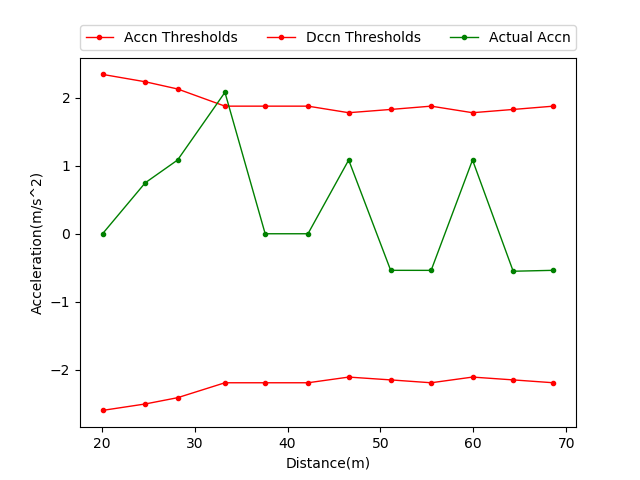 Accn Thresholds Dccn Thresholds Actual Accn
2
1
0
−1
−2
Acceleration(m/s^2)
20 30 40 50 60 70
Distance(m)